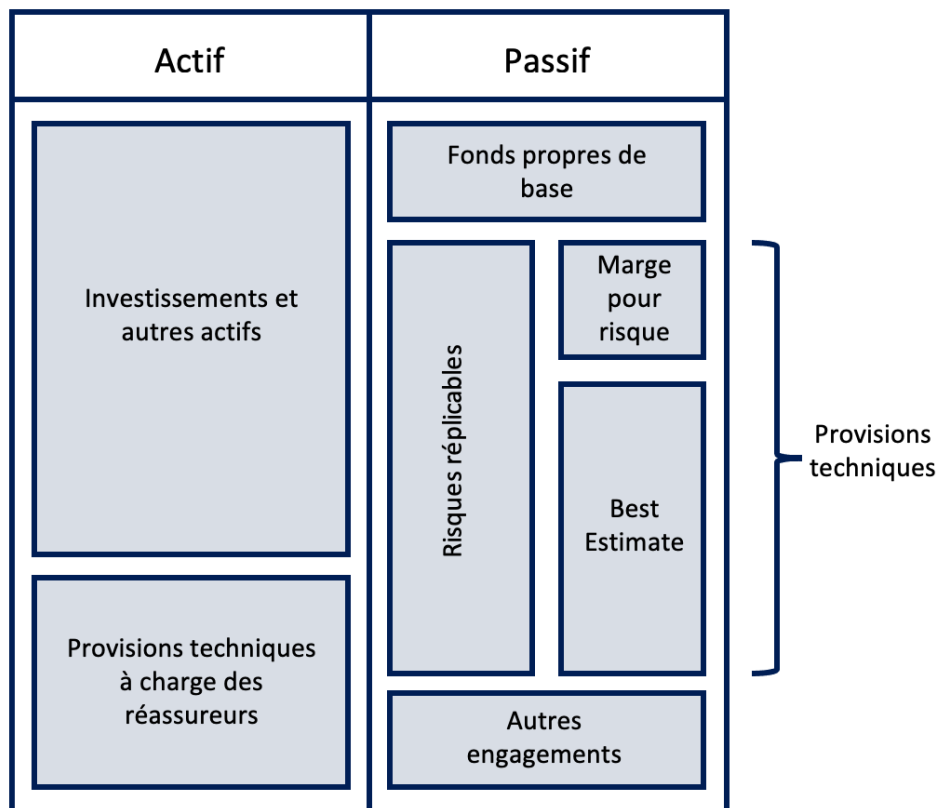 Actif
Passif
Investissements et
autres actifs
Provisions techniques
à charge des
réassureurs
Fonds propres de
base
Risques réplicables
Marge
pour
risque
Best
Estimate
Autres
engagements
Provisions
techniques